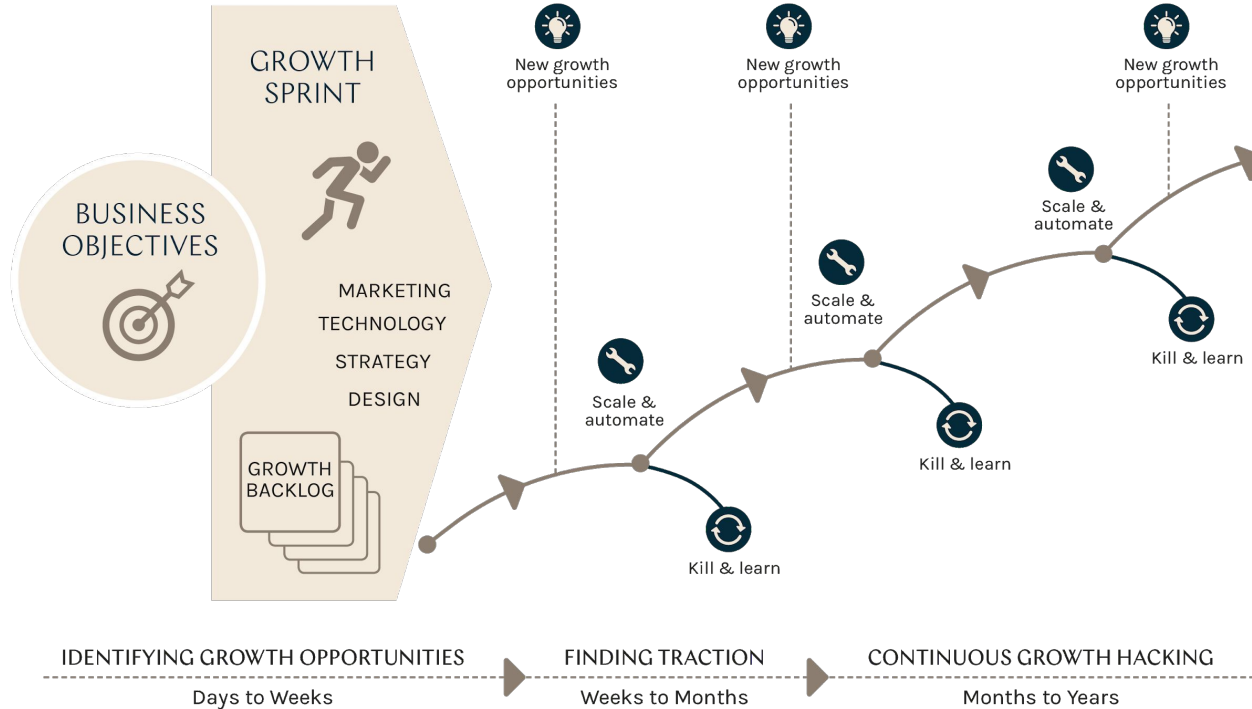 BUSINESS
OBJECTIVES
GROWTH
SPRINT
MARKETING
TECHNOLOGY
STRATEGY
DESIGN
GROWTH
BACKLOG
New growth
opportunities
Scale &
automate
Kill & learn
New growth
opportunities
Scale &
automate
Kill & learn
New growth
opportunities
Scale &
automate
Kill & learn
IDENTIFYING GROWTH OPPORTUNITIES
Days to Weeks
FINDING TRACTION
Weeks to Months
CONTINUOUS GROWTH HACKING
Months to Years